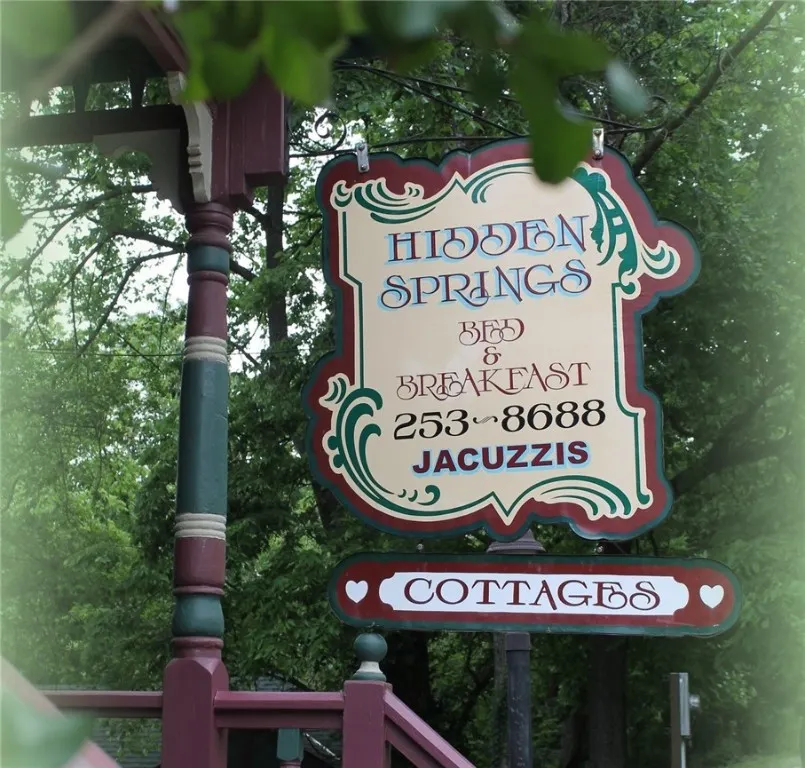 HIDDEN
SPRINGS
BED
&
BREAKFAST
253~8688
JACUZZIS
COTTAGES